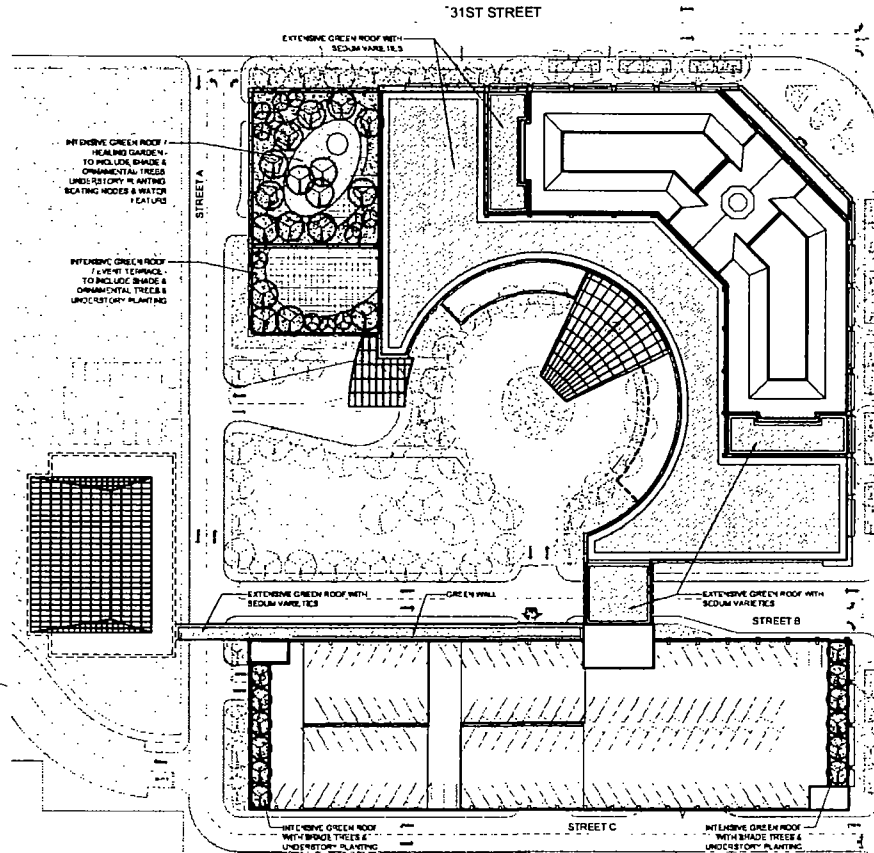 31ST STREET
EXTENSIVE GREEN ROOF WITH
SEDUM VARIETIES
INTENSIVE GREEN ROOF /
HEALING GARDEN -
TO INCLUDE SHADE &
ORNAMENTAL TREES
UNDERSTORY PLANTING
SEATING NODES & WATER
FEATURE
STREET A
INTENSIVE GREEN ROOF
/ EVENT TERRACE -
TO INCLUDE SHADE &
ORNAMENTAL TREES &
UNDERSTORY PLANTING
EXTENSIVE GREEN ROOF WITH
SEDUM VARIETIES
GREEN WALL
EXTENSIVE GREEN ROOF WITH
SEDUM VARIETIES
STREET B
INTENSIVE GREEN ROOF
WITH SHADE TREES &
UNDERSTORY PLANTING
STREET C
INTENSIVE GREEN ROOF
WITH SHADE TREES &
UNDERSTORY PLANTING